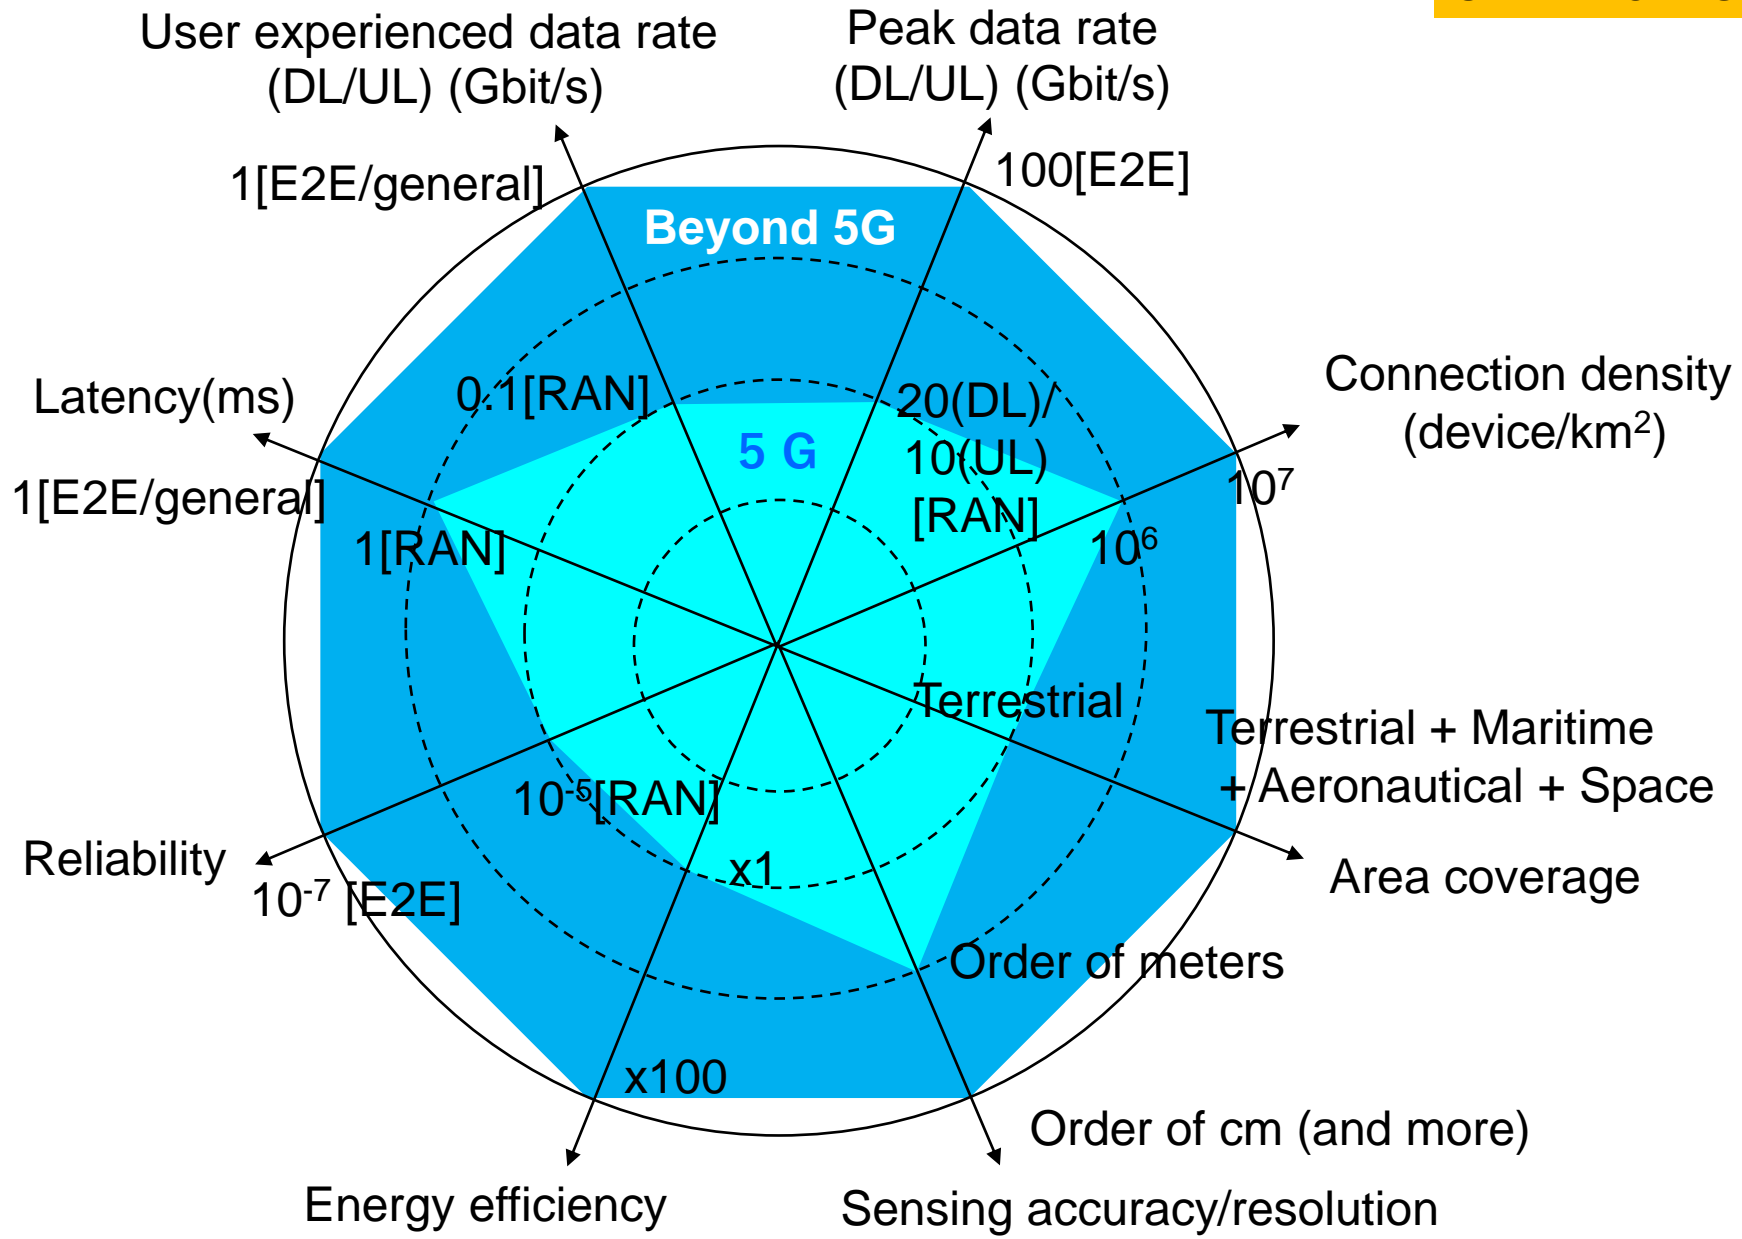 User experienced data rate
(DL/UL) (Gbit/s)
Peak data rate
(DL/UL) (Gbit/s)
1[E2E/general]
100[E2E]
Beyond 5G
Latency(ms)
0.1[RAN]
20(DL)/
10(UL)
[RAN]
5 G
Connection density
(device/km²)
1[E2E/general]
1[RAN]
10⁷
10⁶
Terrestrial
Terrestrial + Maritime
+ Aeronautical + Space
10⁻⁵[RAN]
Reliability
10⁻⁷ [E2E]
x1
Area coverage
Order of meters
x100
Order of cm (and more)
Energy efficiency
Sensing accuracy/resolution